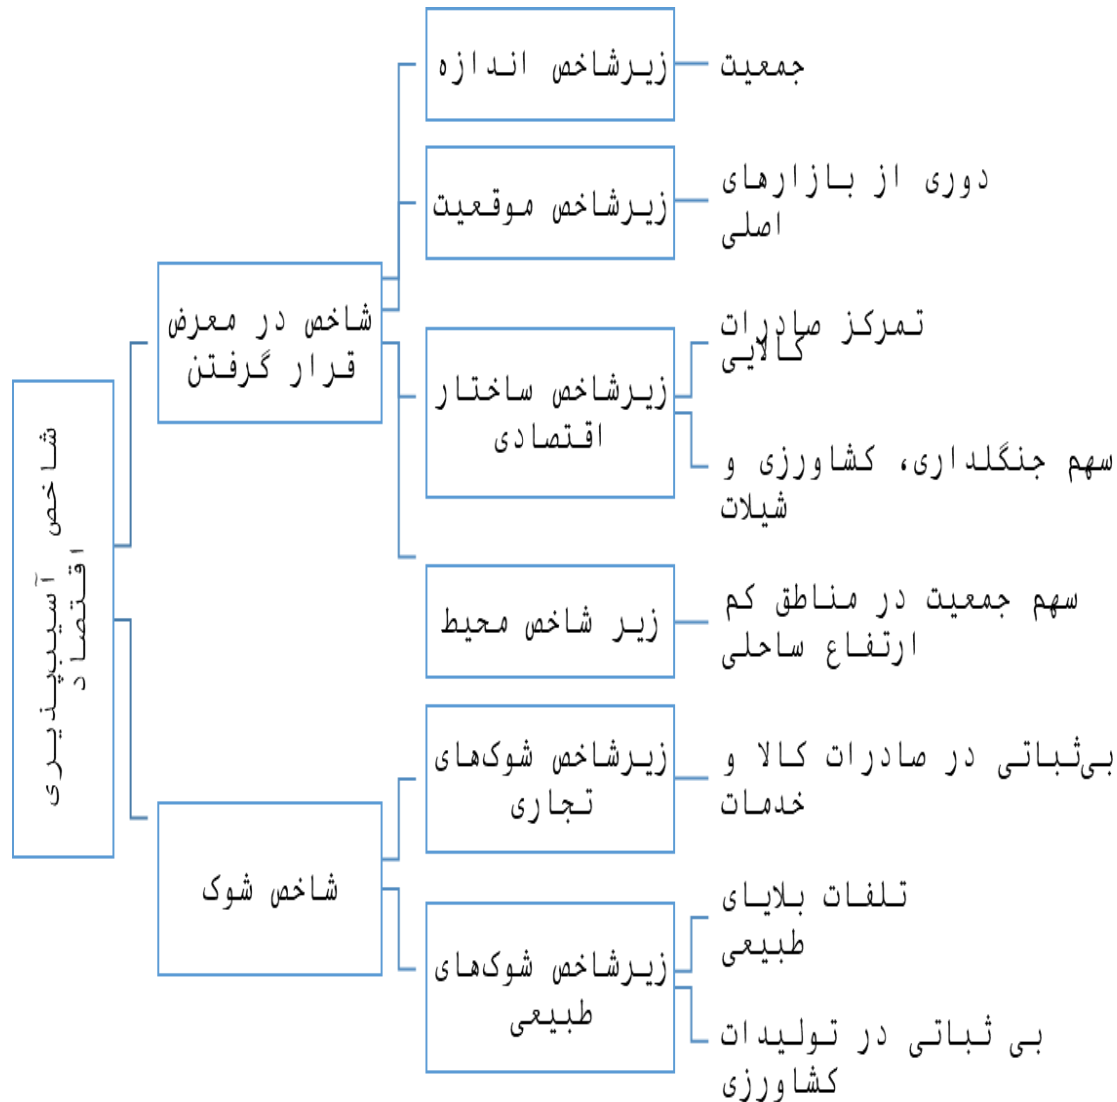 زیرشاخص اندازه
جمعیت
زیرشاخص موقعیت
دوری از بازارهای
اصلی
شاخص در معرض
قرار گرفتن
زیرشاخص ساختار
اقتصادی
تمرکز صادرات
کالایی
سهم جنگلداری، کشاورزی و
شیلات
شاخص آسیب‌پذیری
اقتصاد
زیر شاخص محیط
سهم جمعیت در مناطق کم
ارتفاع ساحلی
زیرشاخص شوک‌های
تجاری
بی‌ثباتی در صادرات کالا و
خدمات
شاخص شوک
زیرشاخص شوک‌های
طبیعی
تلفات بلایای
طبیعی
بی ثباتی در تولیدات
کشاورزی